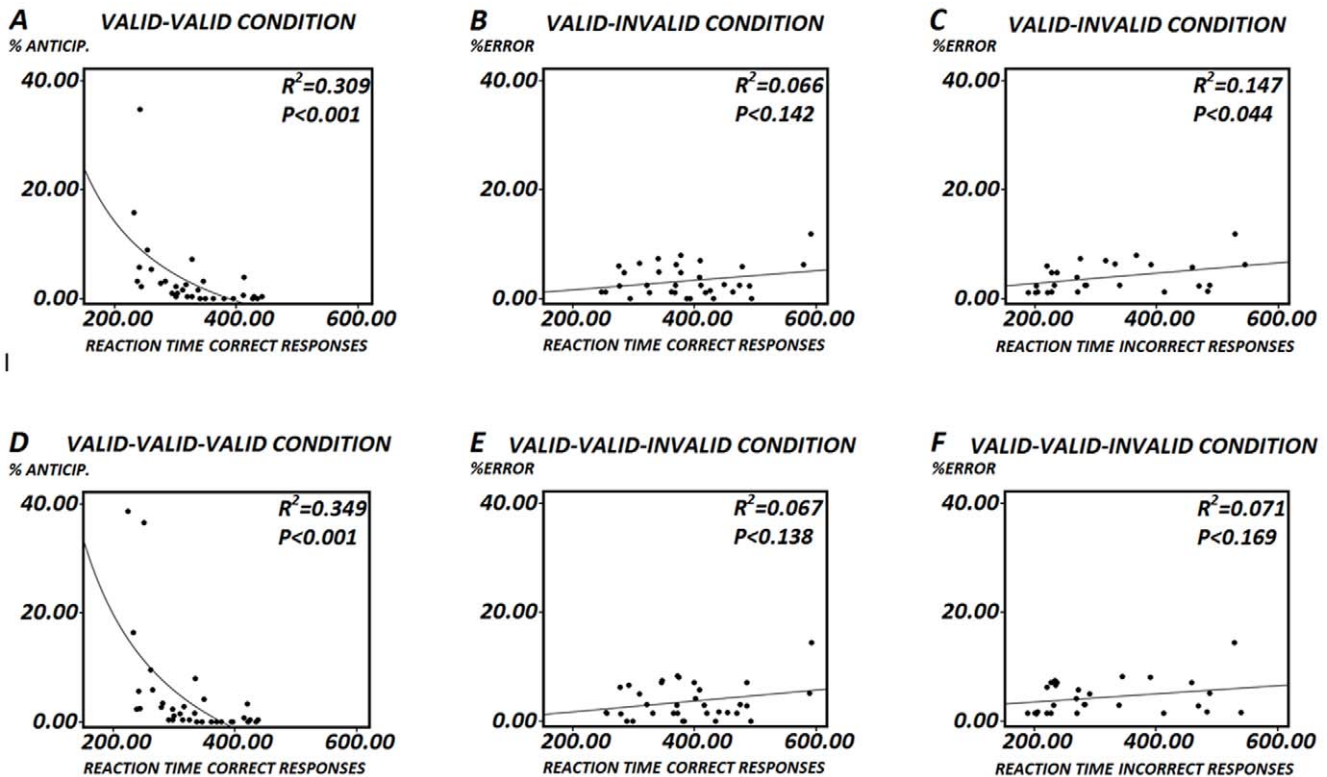 A VALID-VALID CONDITION
% ANTICIP.
40.00
20.00
0.00
R²=0.309
P<0.001
200.00 400.00 600.00
REACTION TIME CORRECT RESPONSES
B VALID-INVALID CONDITION
%ERROR
40.00
20.00
0.00
R²=0.066
P<0.142
200.00 400.00 600.00
REACTION TIME CORRECT RESPONSES
C VALID-INVALID CONDITION
%ERROR
40.00
20.00
0.00
R²=0.147
P<0.044
200.00 400.00 600.00
REACTION TIME INCORRECT RESPONSES
D VALID-VALID-VALID CONDITION
% ANTICIP.
40.00
20.00
0.00
R²=0.349
P<0.001
200.00 400.00 600.00
REACTION TIME CORRECT RESPONSES
E VALID-VALID-INVALID CONDITION
%ERROR
40.00
20.00
0.00
R²=0.067
P<0.138
200.00 400.00 600.00
REACTION TIME CORRECT RESPONSES
F VALID-VALID-INVALID CONDITION
%ERROR
40.00
20.00
0.00
R²=0.071
P<0.169
200.00 400.00 600.00
REACTION TIME INCORRECT RESPONSES